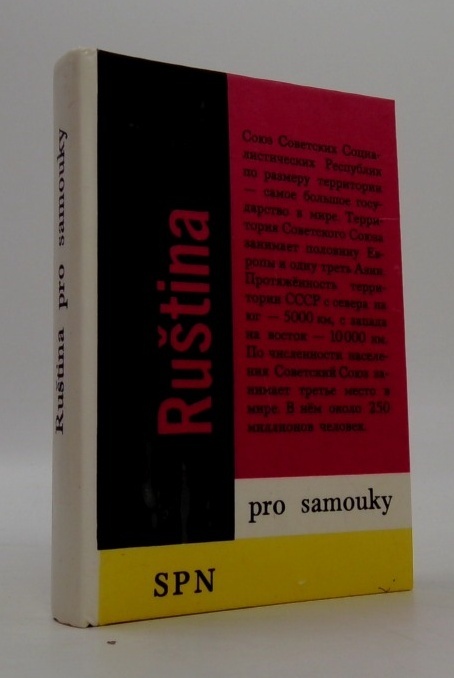 Ruština pro samouky
Ruština
Союз Советских Социа-
листических Республик
по размеру территории
— самое большое госу-
дарство в мире. Терри-
тория Советского Союза
занимает половину Ев-
ропы и одну треть Азии.
Протяжённость терри-
тории СССР с севера на
юг — 5000 км, с запада
на восток — 10 000 км.
По численности населе-
ния Советский Союз за-
нимает третье место в
мире. В нём около 250
миллионов человек.
pro samouky
SPN